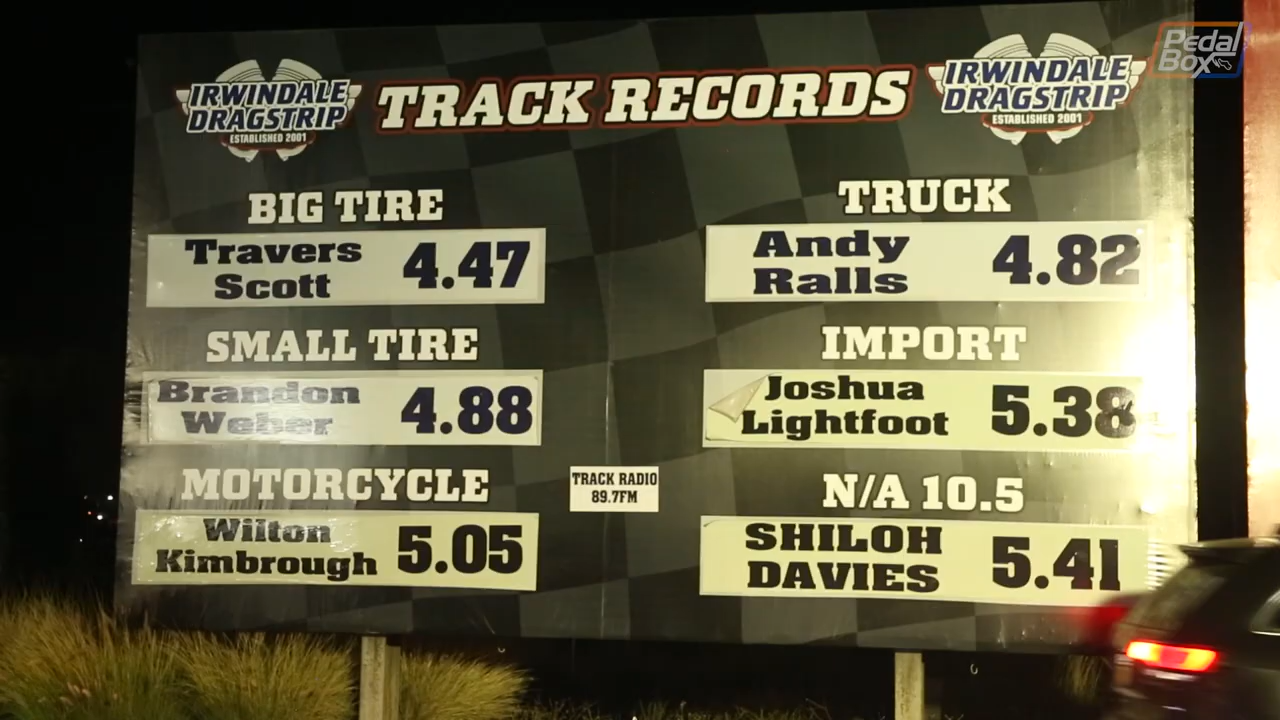 Pedal
Box
IRWINDALE
DRAGSTRIP
ESTABLISHED 2001
TRACK RECORDS
IRWINDALE
DRAGSTRIP
ESTABLISHED 2001
BIG TIRE
Travers
Scott
4.47
SMALL TIRE
Brandon
Weber
4.88
MOTORCYCLE
Wilton
Kimbrough
5.05
TRACK RADIO
89.7FM
TRUCK
Andy
Ralls
4.82
IMPORT
Joshua
Lightfoot
5.38
N/A 10.5
SHILOH
DAVIES
5.41